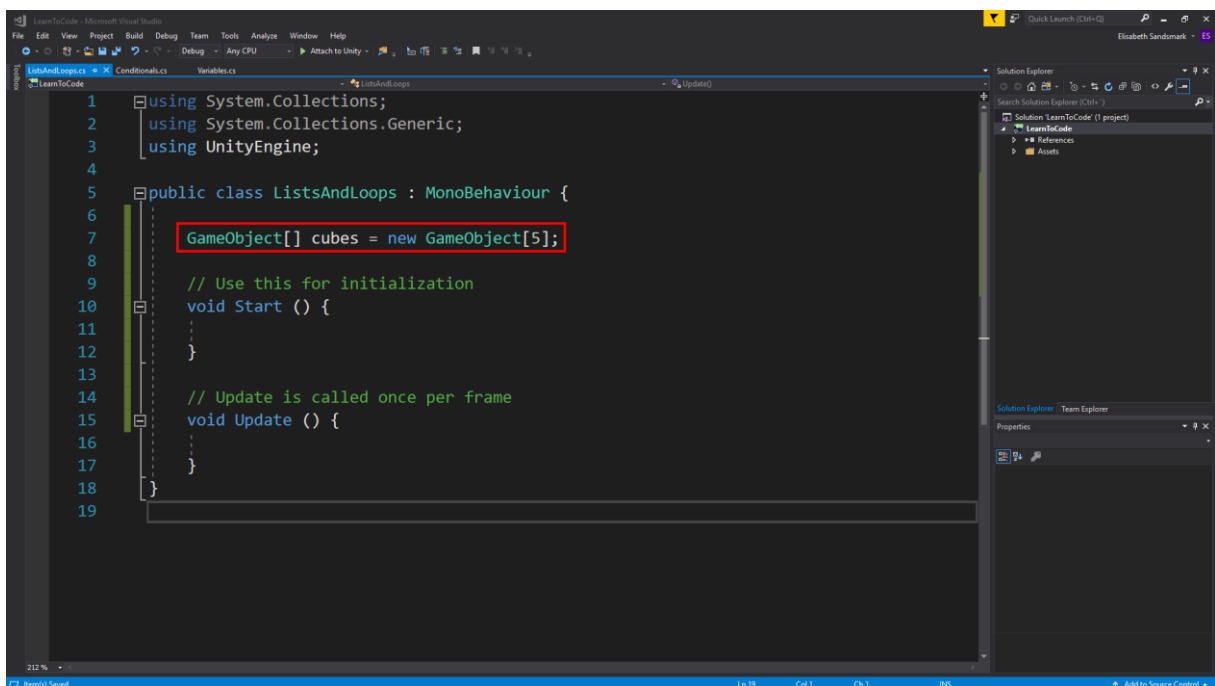 LearnToCode - Microsoft Visual Studio
Quick Launch (Ctrl+Q)
File Edit View Project Build Debug Team Tools Analyze Window Help
Elisabeth Sandsmark ES
Debug Any CPU Attach to Unity
Toolbox
ListsAndLoops.cs Conditionals.cs Variables.cs
LearnToCode ListsAndLoops Update()
1 using System.Collections;
2 using System.Collections.Generic;
3 using UnityEngine;
4
5 public class ListsAndLoops : MonoBehaviour {
6
7 GameObject[] cubes = new GameObject[5];
8
9 // Use this for initialization
10 void Start () {
11
12 }
13
14 // Update is called once per frame
15 void Update () {
16
17 }
18 }
19
212 %
Solution Explorer
Search Solution Explorer (Ctrl+¨)
Solution 'LearnToCode' (1 project)
LearnToCode
References
Assets
Solution Explorer Team Explorer
Properties
Item(s) Saved Ln 19 Col 1 Ch 1 INS Add to Source Control